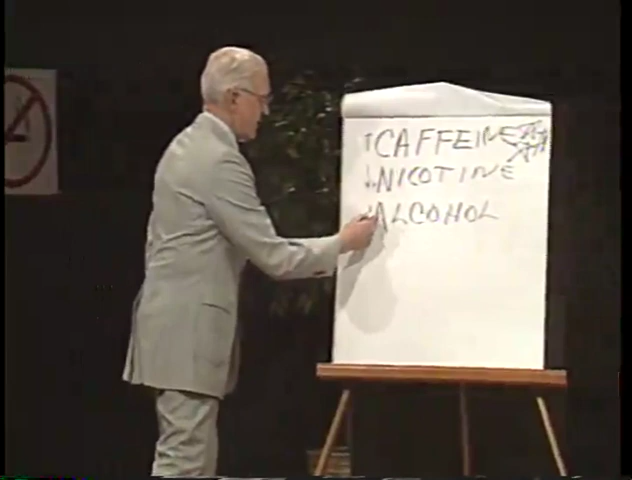 ↑ CAFFEINE
↓ NICOTINE
↓ ALCOHOL